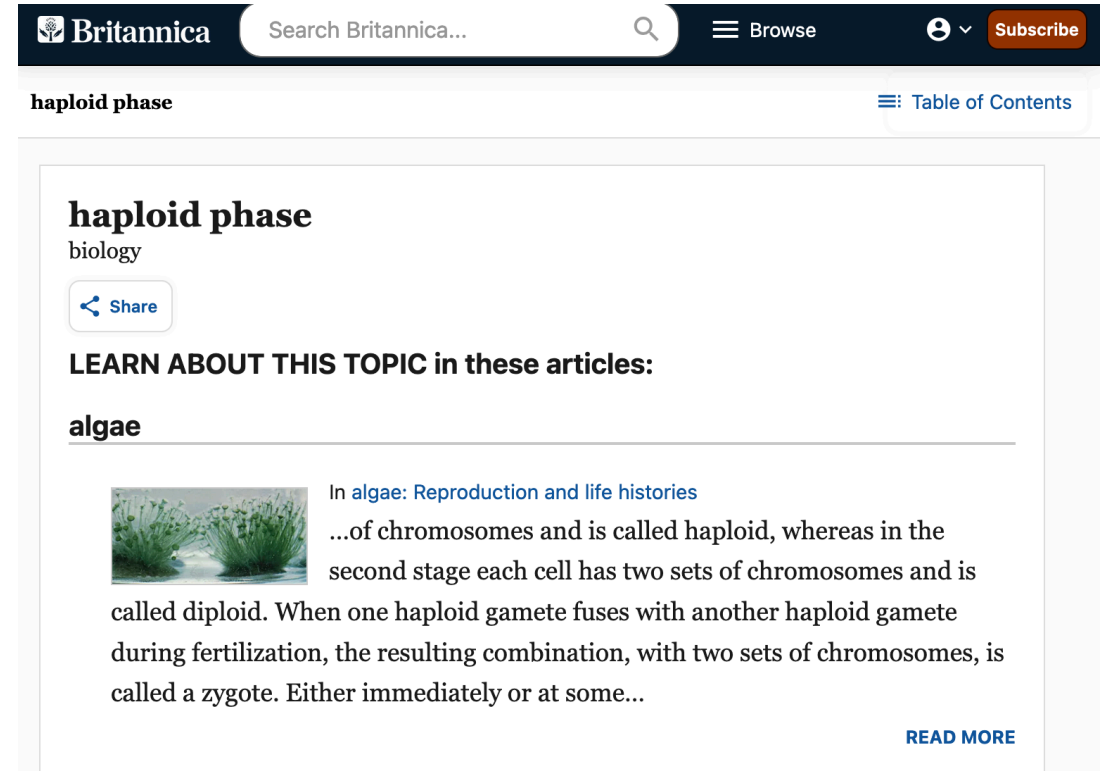 Britannica
Search Britannica...
Browse
Subscribe
haploid phase
Table of Contents
haploid phase
biology
Share
LEARN ABOUT THIS TOPIC in these articles:
algae
In algae: Reproduction and life histories
...of chromosomes and is called haploid, whereas in the
second stage each cell has two sets of chromosomes and is
called diploid. When one haploid gamete fuses with another haploid gamete
during fertilization, the resulting combination, with two sets of chromosomes, is
called a zygote. Either immediately or at some...
READ MORE